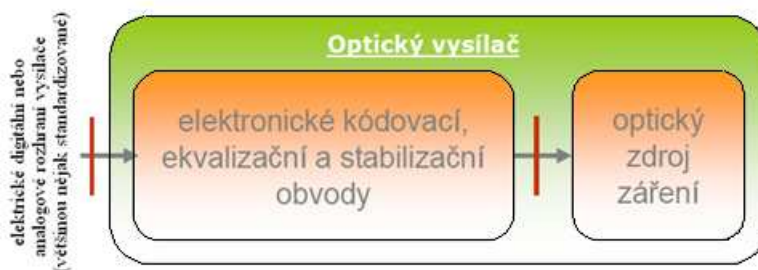 elektrické digitální nebo
analogové rozhraní vysílače
(většinou nějak standardizované)
Optický vysílač
elektronické kódovací,
ekvalizační a stabilizační
obvody
optický
zdroj
záření